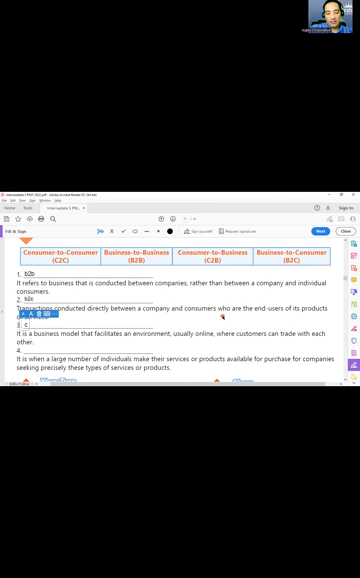 Intermediate 5 PWT 2022.pdf - Adobe Acrobat Reader DC (64-bit)
File Edit View Sign Window Help
Home Tools Intermediate 5 PW... × Sign In
Fill & Sign Sign yourself Request signatures Next Close
Consumer-to-Consumer (C2C) Business-to-Business (B2B) Consumer-to-Business (C2B) Business-to-Consumer (B2C)
1. b2b
It refers to business that is conducted between companies, rather than between a company and individual
consumers.
2. b2c
Transactions conducted directly between a company and consumers who are the end-users of its products
3. c
It is a business model that facilitates an environment, usually online, where customers can trade with each
other.
4.
It is when a large number of individuals make their services or products available for purchase for companies
seeking precisely these types of services or products.